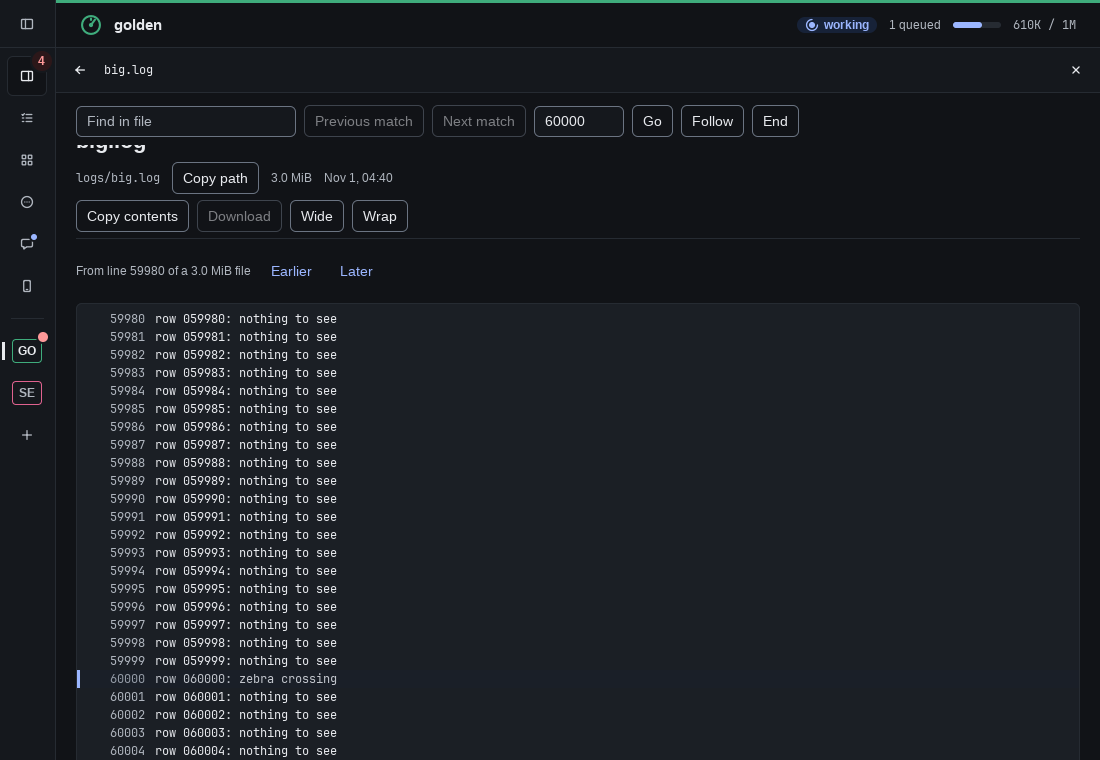 golden
working
1 queued
610K / 1M
4
big.log
Find in file
Previous match
Next match
60000
Go
Follow
End
big.log
logs/big.log
Copy path
3.0 MiB
Nov 1, 04:40
Copy contents
Download
Wide
Wrap
From line 59980 of a 3.0 MiB file
Earlier
Later
GO
SE
59980 row 059980: nothing to see
59981 row 059981: nothing to see
59982 row 059982: nothing to see
59983 row 059983: nothing to see
59984 row 059984: nothing to see
59985 row 059985: nothing to see
59986 row 059986: nothing to see
59987 row 059987: nothing to see
59988 row 059988: nothing to see
59989 row 059989: nothing to see
59990 row 059990: nothing to see
59991 row 059991: nothing to see
59992 row 059992: nothing to see
59993 row 059993: nothing to see
59994 row 059994: nothing to see
59995 row 059995: nothing to see
59996 row 059996: nothing to see
59997 row 059997: nothing to see
59998 row 059998: nothing to see
59999 row 059999: nothing to see
60000 row 060000: zebra crossing
60001 row 060001: nothing to see
60002 row 060002: nothing to see
60003 row 060003: nothing to see
60004 row 060004: nothing to see